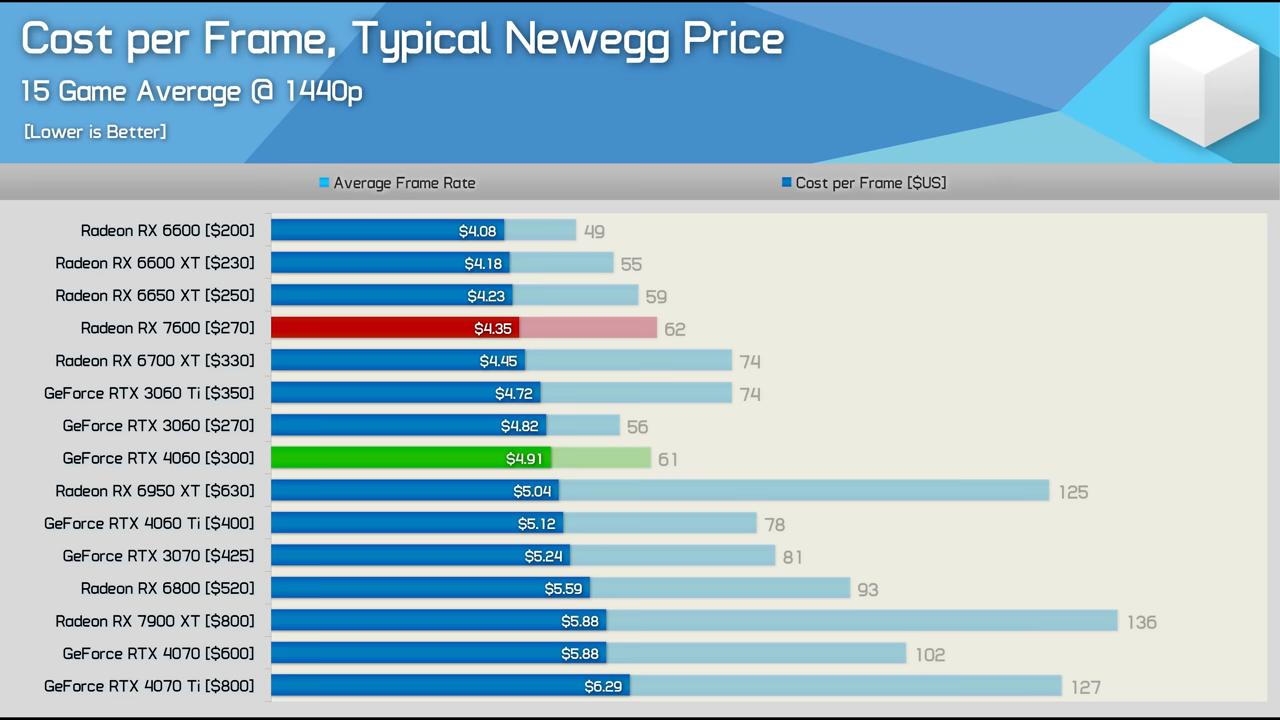 Cost per Frame, Typical Newegg Price
15 Game Average @ 1440p
[Lower is Better]
Average Frame Rate Cost per Frame [$US]
Radeon RX 6600 [$200] $4.08 49
Radeon RX 6600 XT [$230] $4.18 55
Radeon RX 6650 XT [$250] $4.23 59
Radeon RX 7600 [$270] $4.35 62
Radeon RX 6700 XT [$330] $4.45 74
GeForce RTX 3060 Ti [$350] $4.72 74
GeForce RTX 3060 [$270] $4.82 56
GeForce RTX 4060 [$300] $4.91 61
Radeon RX 6950 XT [$630] $5.04 125
GeForce RTX 4060 Ti [$400] $5.12 78
GeForce RTX 3070 [$425] $5.24 81
Radeon RX 6800 [$520] $5.59 93
Radeon RX 7900 XT [$800] $5.88 136
GeForce RTX 4070 [$600] $5.88 102
GeForce RTX 4070 Ti [$800] $6.29 127